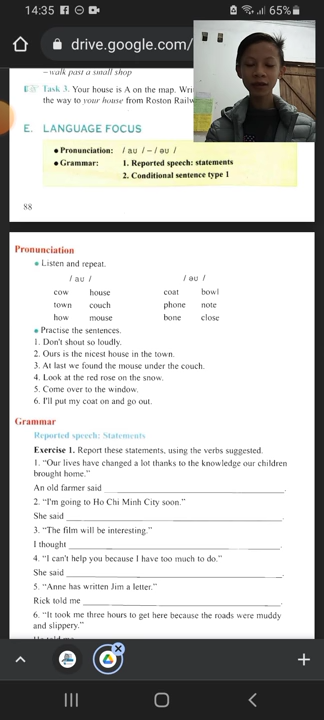 14:35
65%
drive.google.com/
– walk past a small shop
Task 3. Your house is A on the map.
the way to your house from Roston
E. LANGUAGE FOCUS
• Pronunciation: / aʊ / – / əʊ /
• Grammar: 1. Reported speech: statements
2. Conditional sentence type 1
88
Pronunciation
• Listen and repeat.
/ aʊ / / əʊ /
cow house coat bowl
town couch phone note
how mouse bone close
• Practise the sentences.
1. Don't shout so loudly.
2. Ours is the nicest house in the town.
3. At last we found the mouse under the couch.
4. Look at the red rose on the snow.
5. Come over to the window.
6. I'll put my coat on and go out.
Grammar
Reported speech: Statements
Exercise 1. Report these statements, using the verbs suggested.
1. “Our lives have changed a lot thanks to the knowledge our children
brought home.”
An old farmer said ____.
2. “I'm going to Ho Chi Minh City soon.”
She said ____.
3. “The film will be interesting.”
I thought ____.
4. “I can't help you because I have too much to do.”
She said ____.
5. “Anne has written Jim a letter.”
Rick told me ____.
6. “It took me three hours to get here because the roads were muddy
and slippery.”
He told me